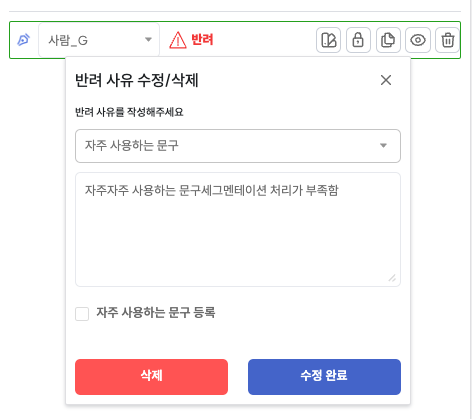 사람_G
반려
반려 사유 수정/삭제
반려 사유를 작성해주세요
자주 사용하는 문구
자주자주 사용하는 문구세그멘테이션 처리가 부족함
자주 사용하는 문구 등록
삭제
수정 완료